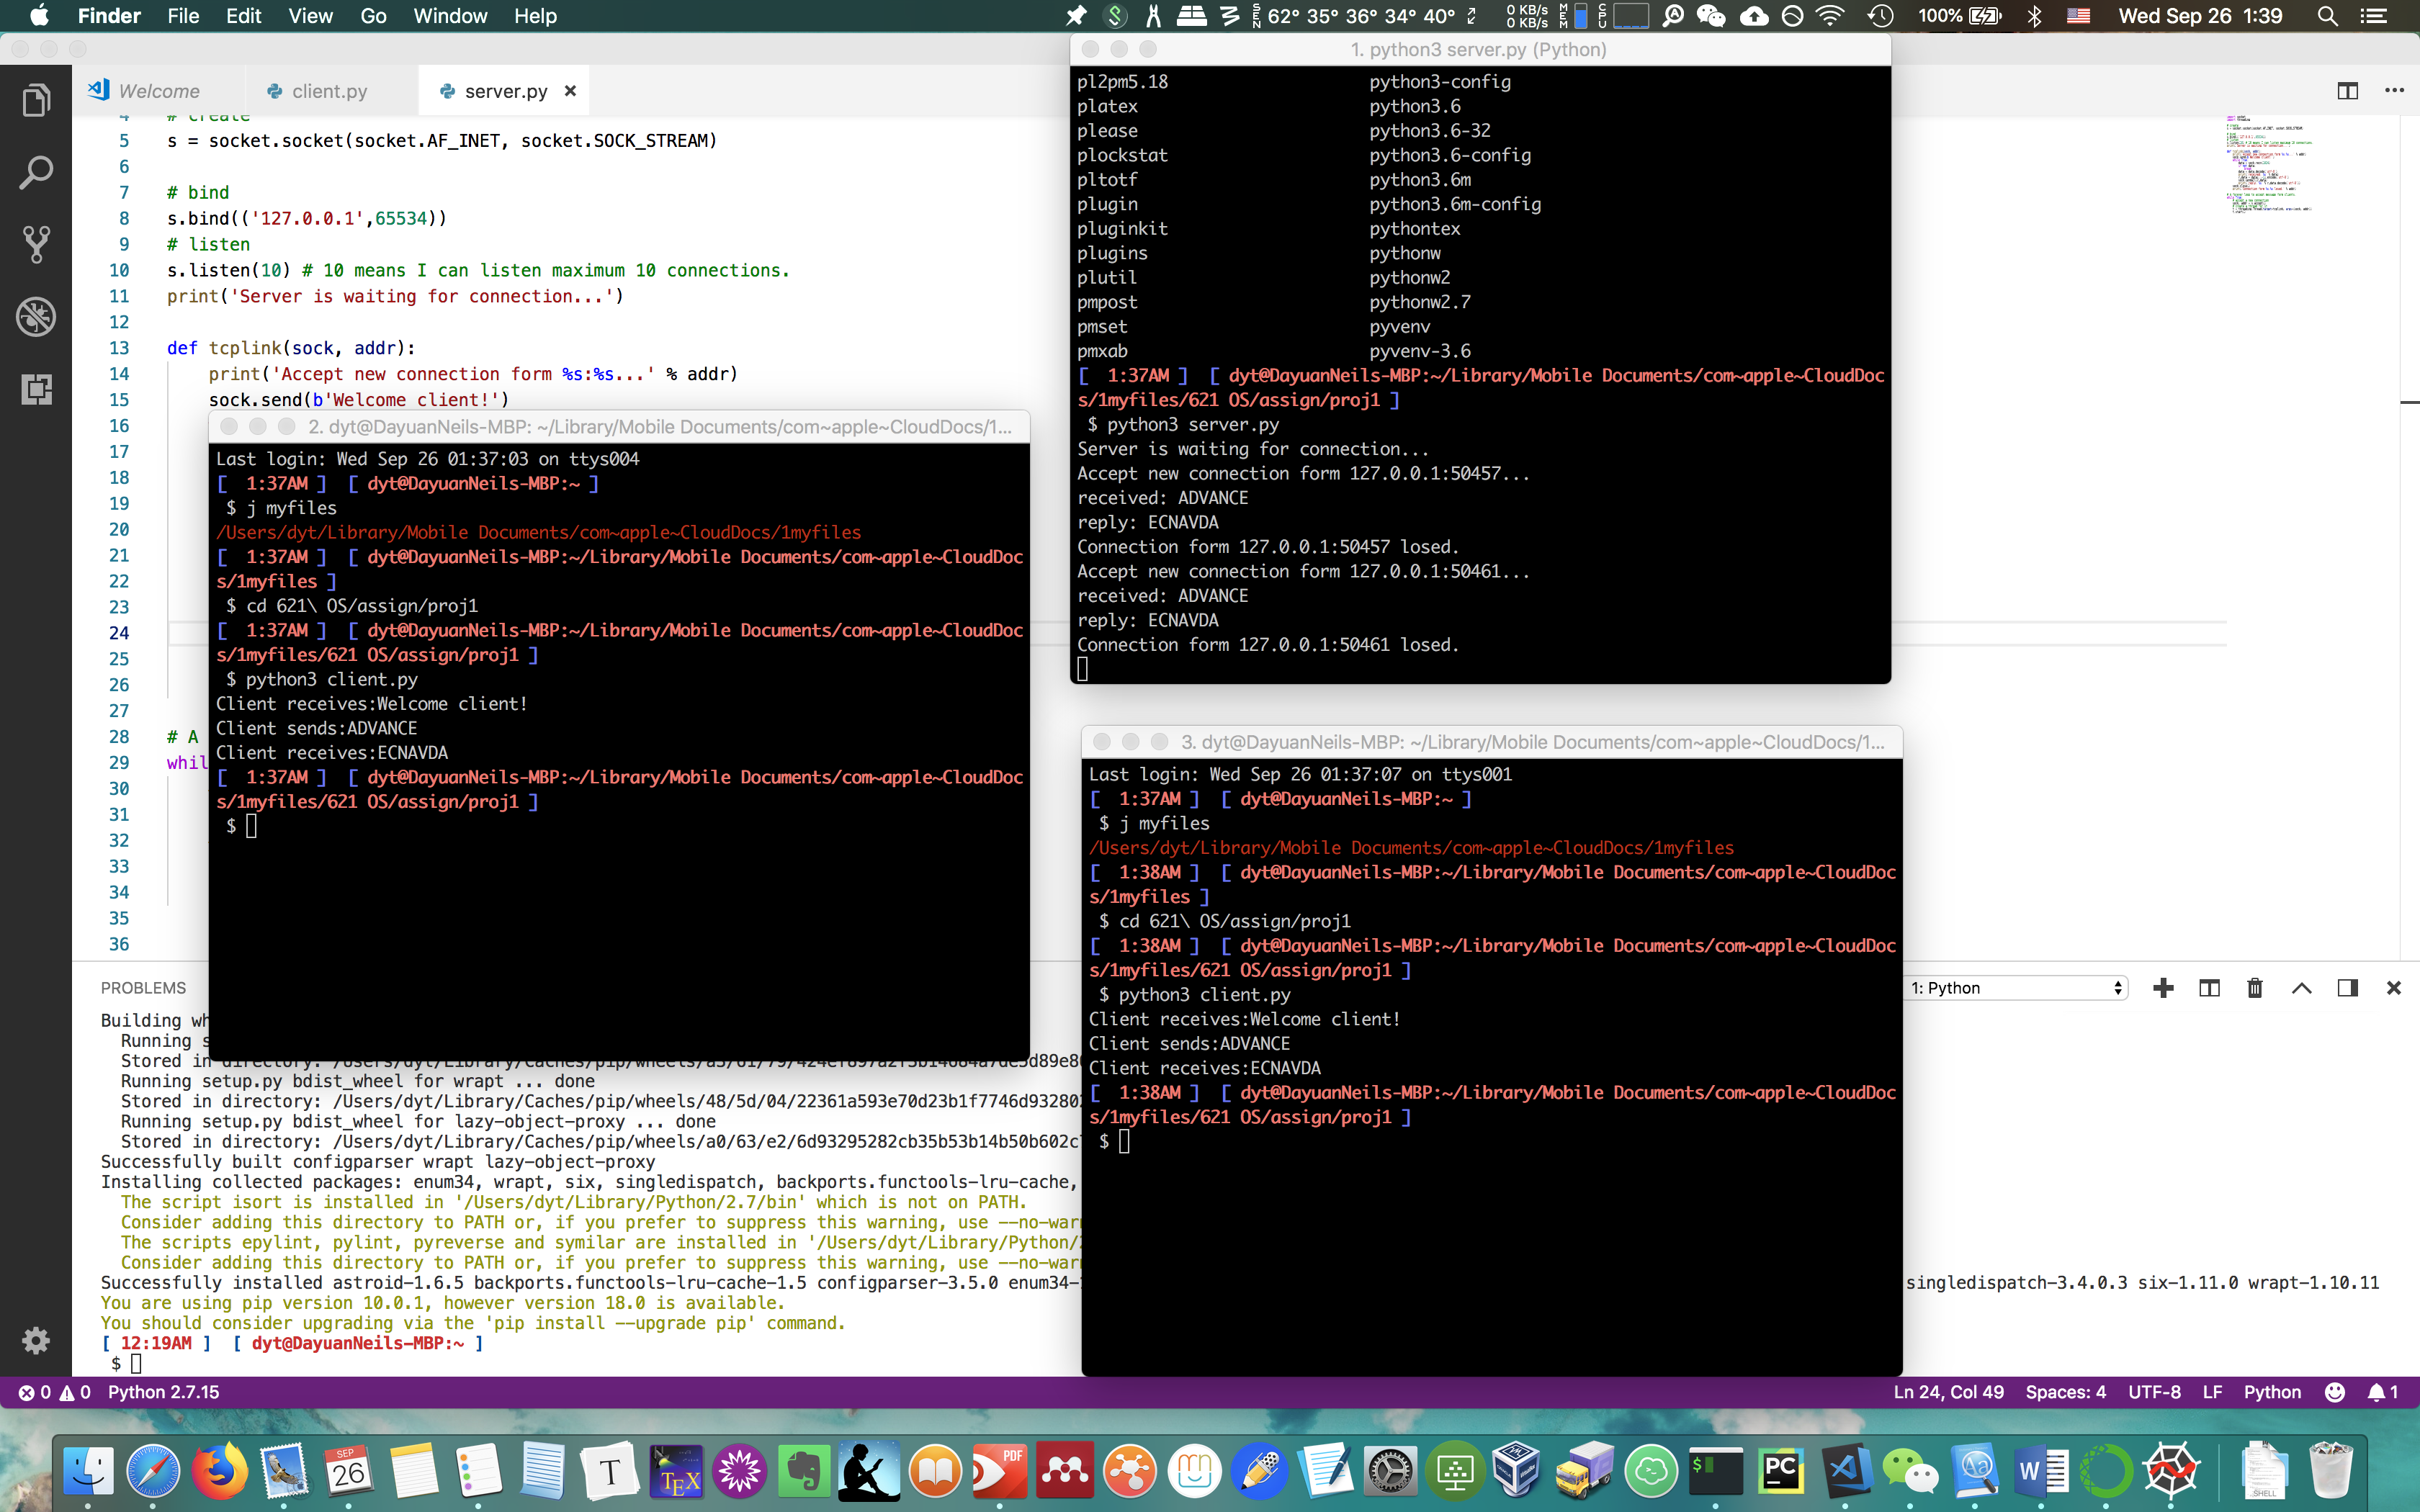 Finder File Edit View Go Window Help
62° 35° 36° 34° 40° 0 KB/s 0 KB/s 100% Wed Sep 26 1:39
Welcome client.py server.py
4 # create
5 s = socket.socket(socket.AF_INET, socket.SOCK_STREAM)
6
7 # bind
8 s.bind(('127.0.0.1',65534))
9 # listen
10 s.listen(10) # 10 means I can listen maximum 10 connections.
11 print('Server is waiting for connection...')
12
13 def tcplink(sock, addr):
14 print('Accept new connection form %s:%s...' % addr)
15 sock.send(b'Welcome client!')
16
17
18
19
20
21
22
23
24
25
26
27
28 # A
29 whil
30
31
32
33
34
35
36
1. python3 server.py (Python)
pl2pm5.18 python3-config
platex python3.6
please python3.6-32
plockstat python3.6-config
pltotf python3.6m
plugin python3.6m-config
pluginkit pythontex
plugins pythonw
plutil pythonw2
pmpost pythonw2.7
pmset pyvenv
pmxab pyvenv-3.6
[ 1:37AM ] [ dyt@DayuanNeils-MBP:~/Library/Mobile Documents/com~apple~CloudDoc
s/1myfiles/621 OS/assign/proj1 ]
$ python3 server.py
Server is waiting for connection...
Accept new connection form 127.0.0.1:50457...
received: ADVANCE
reply: ECNAVDA
Connection form 127.0.0.1:50457 losed.
Accept new connection form 127.0.0.1:50461...
received: ADVANCE
reply: ECNAVDA
Connection form 127.0.0.1:50461 losed.
2. dyt@DayuanNeils-MBP: ~/Library/Mobile Documents/com~apple~CloudDocs/1...
Last login: Wed Sep 26 01:37:03 on ttys004
[ 1:37AM ] [ dyt@DayuanNeils-MBP:~ ]
$ j myfiles
/Users/dyt/Library/Mobile Documents/com~apple~CloudDocs/1myfiles
[ 1:37AM ] [ dyt@DayuanNeils-MBP:~/Library/Mobile Documents/com~apple~CloudDoc
s/1myfiles ]
$ cd 621\ OS/assign/proj1
[ 1:37AM ] [ dyt@DayuanNeils-MBP:~/Library/Mobile Documents/com~apple~CloudDoc
s/1myfiles/621 OS/assign/proj1 ]
$ python3 client.py
Client receives:Welcome client!
Client sends:ADVANCE
Client receives:ECNAVDA
[ 1:37AM ] [ dyt@DayuanNeils-MBP:~/Library/Mobile Documents/com~apple~CloudDoc
s/1myfiles/621 OS/assign/proj1 ]
$
3. dyt@DayuanNeils-MBP: ~/Library/Mobile Documents/com~apple~CloudDocs/1...
Last login: Wed Sep 26 01:37:07 on ttys001
[ 1:37AM ] [ dyt@DayuanNeils-MBP:~ ]
$ j myfiles
/Users/dyt/Library/Mobile Documents/com~apple~CloudDocs/1myfiles
[ 1:38AM ] [ dyt@DayuanNeils-MBP:~/Library/Mobile Documents/com~apple~CloudDoc
s/1myfiles ]
$ cd 621\ OS/assign/proj1
[ 1:38AM ] [ dyt@DayuanNeils-MBP:~/Library/Mobile Documents/com~apple~CloudDoc
s/1myfiles/621 OS/assign/proj1 ]
$ python3 client.py
Client receives:Welcome client!
Client sends:ADVANCE
Client receives:ECNAVDA
[ 1:38AM ] [ dyt@DayuanNeils-MBP:~/Library/Mobile Documents/com~apple~CloudDoc
s/1myfiles/621 OS/assign/proj1 ]
$
PROBLEMS 1: Python
Building wh
Running s
Stored in directory:
Running setup.py bdist_wheel for wrapt ... done
Stored in directory: /Users/dyt/Library/Caches/pip/wheels/48/5d/04/22361a593e70d23b1f7746d93280
Running setup.py bdist_wheel for lazy-object-proxy ... done
Stored in directory: /Users/dyt/Library/Caches/pip/wheels/a0/63/e2/6d93295282cb35b53b14b50b602c
Successfully built configparser wrapt lazy-object-proxy
Installing collected packages: enum34, wrapt, six, singledispatch, backports.functools-lru-cache,
The script isort is installed in '/Users/dyt/Library/Python/2.7/bin' which is not on PATH.
Consider adding this directory to PATH or, if you prefer to suppress this warning, use --no-warn
The scripts epylint, pylint, pyreverse and symilar are installed in '/Users/dyt/Library/Python/
Consider adding this directory to PATH or, if you prefer to suppress this warning, use --no-warn
Successfully installed astroid-1.6.5 backports.functools-lru-cache-1.5 configparser-3.5.0 enum34- singledispatch-3.4.0.3 six-1.11.0 wrapt-1.10.11
You are using pip version 10.0.1, however version 18.0 is available.
You should consider upgrading via the 'pip install --upgrade pip' command.
[ 12:19AM ] [ dyt@DayuanNeils-MBP:~ ]
$
0 0 Python 2.7.15 Ln 24, Col 49 Spaces: 4 UTF-8 LF Python 1
SEP 26 T TEX PDF $ PC W SHELL